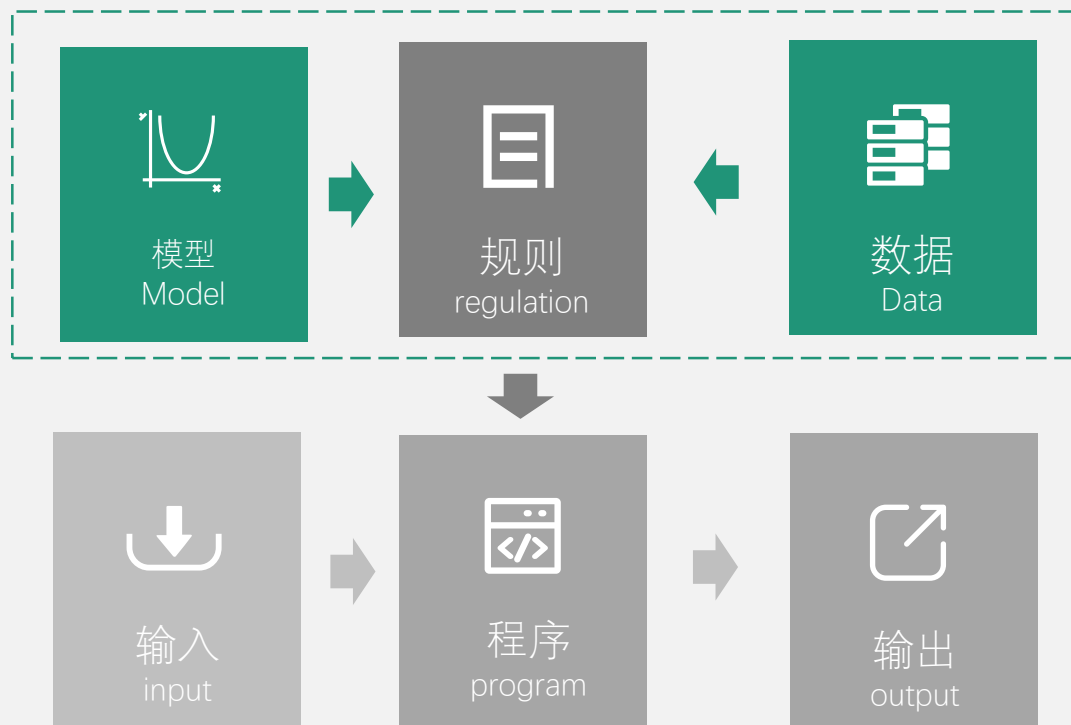 模型
Model
规则
regulation
数据
Data
输入
input
程序
program
输出
output